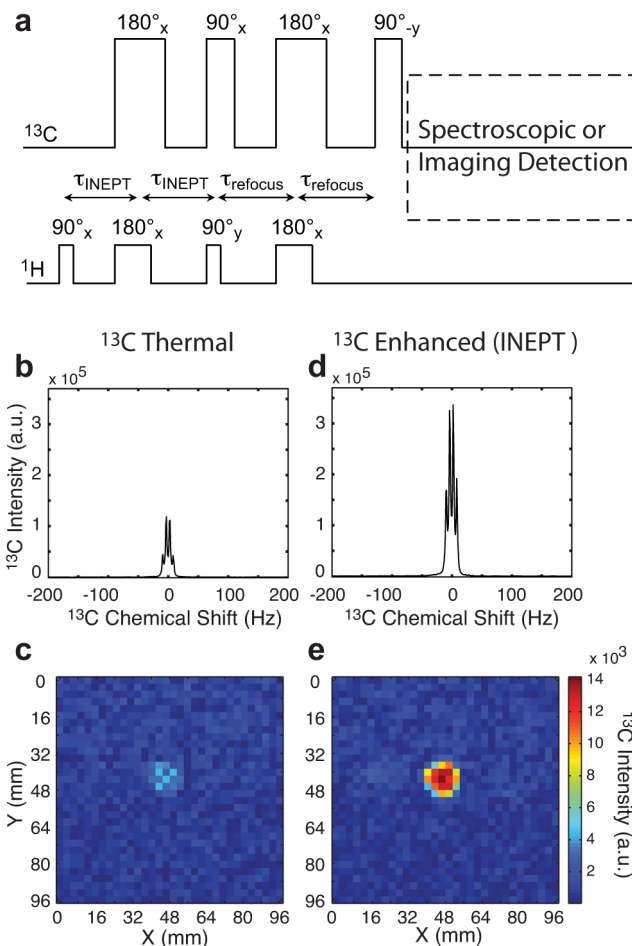 a
180°x 90°x 180°x 90°-y
13C
Spectroscopic or
Imaging Detection
τINEPT τINEPT τrefocus τrefocus
90°x 180°x 90°y 180°x
1H
13C Thermal
13C Enhanced (INEPT )
b
x 10^5
13C Intensity (a.u.)
3
2
1
0
-200 -100 0 100 200
13C Chemical Shift (Hz)
d
x 10^5
3
2
1
0
-200 -100 0 100 200
13C Chemical Shift (Hz)
c
Y (mm)
0
16
32
48
64
80
96
0 16 32 48 64 80 96
X (mm)
e
0
16
32
48
64
80
96
0 16 32 48 64 80 96
X (mm)
x 10^3
14
12
10
8
6
4
2
13C Intensity (a.u.)